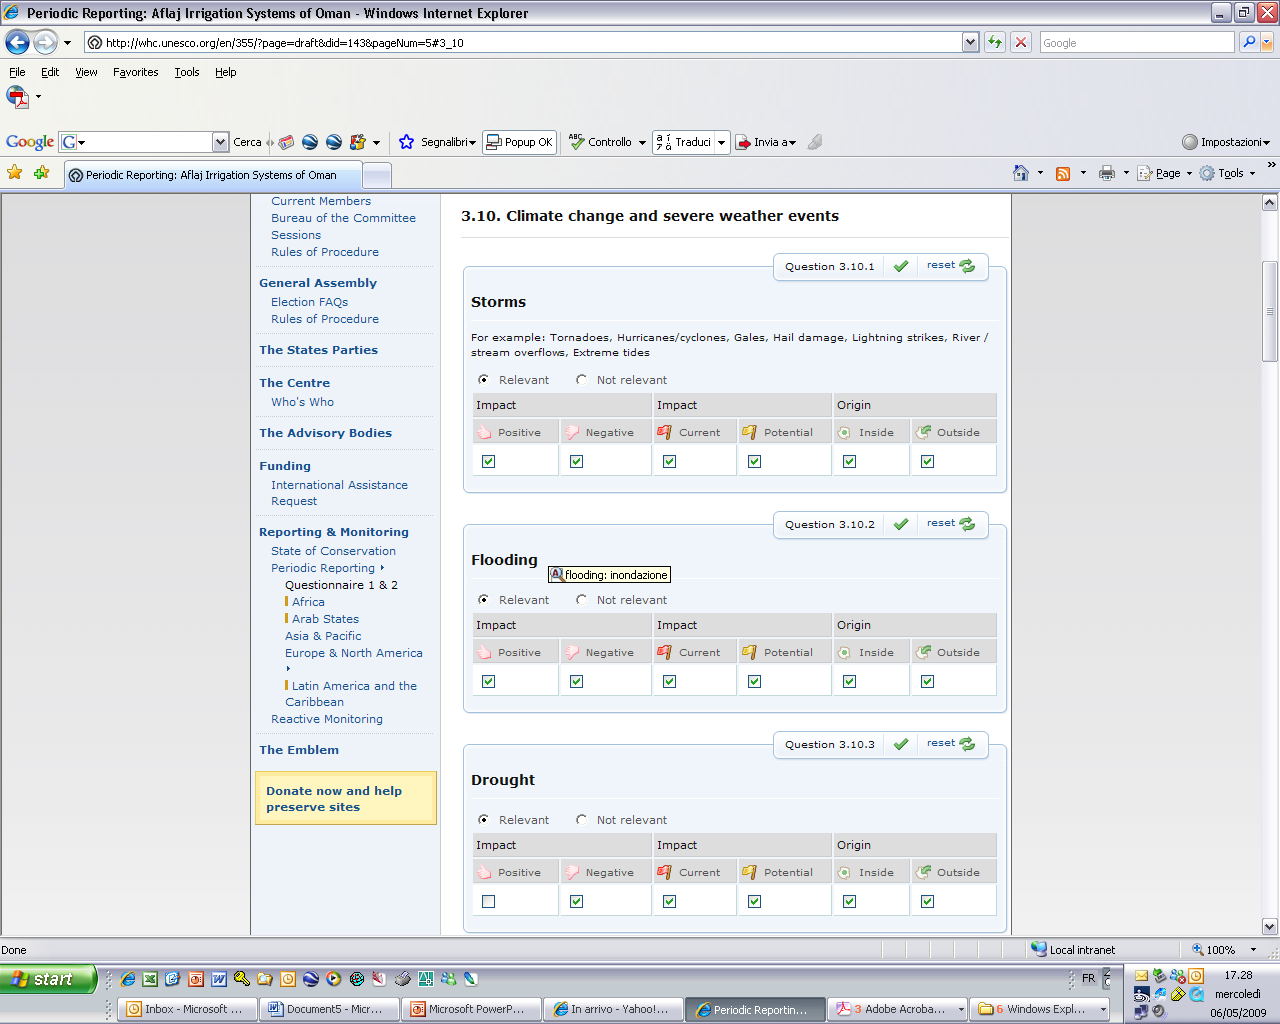 Periodic Reporting: Aflaj Irrigation Systems of Oman - Windows Internet Explorer
http://whc.unesco.org/en/355/?page=draft&did=143&pageNum=5#3_10
Google
File Edit View Favorites Tools Help
Google G Cerca Segnalibri Popup OK ABC Controllo Traduci Invia a Impostazioni
Periodic Reporting: Aflaj Irrigation Systems of Oman
Page Tools
Current Members
Bureau of the Committee
Sessions
Rules of Procedure
General Assembly
Election FAQs
Rules of Procedure
The States Parties
The Centre
Who's Who
The Advisory Bodies
Funding
International Assistance
Request
Reporting & Monitoring
State of Conservation
Periodic Reporting
Questionnaire 1 & 2
Africa
Arab States
Asia & Pacific
Europe & North America
Latin America and the
Caribbean
Reactive Monitoring
The Emblem
Donate now and help
preserve sites
3.10. Climate change and severe weather events
Question 3.10.1 reset
Storms
For example: Tornadoes, Hurricanes/cyclones, Gales, Hail damage, Lightning strikes, River /
stream overflows, Extreme tides
Relevant Not relevant
Impact Impact Origin
Positive Negative Current Potential Inside Outside
Question 3.10.2 reset
Flooding
flooding: inondazione
Relevant Not relevant
Impact Impact Origin
Positive Negative Current Potential Inside Outside
Question 3.10.3 reset
Drought
Relevant Not relevant
Impact Impact Origin
Positive Negative Current Potential Inside Outside
Done Local intranet 100%
start FR 17.28
mercoledì
06/05/2009
Inbox - Microsoft ... Document5 - Micr... Microsoft PowerP... In arrivo - Yahoo!... Periodic Reportin... 3 Adobe Acroba... 6 Windows Expl...